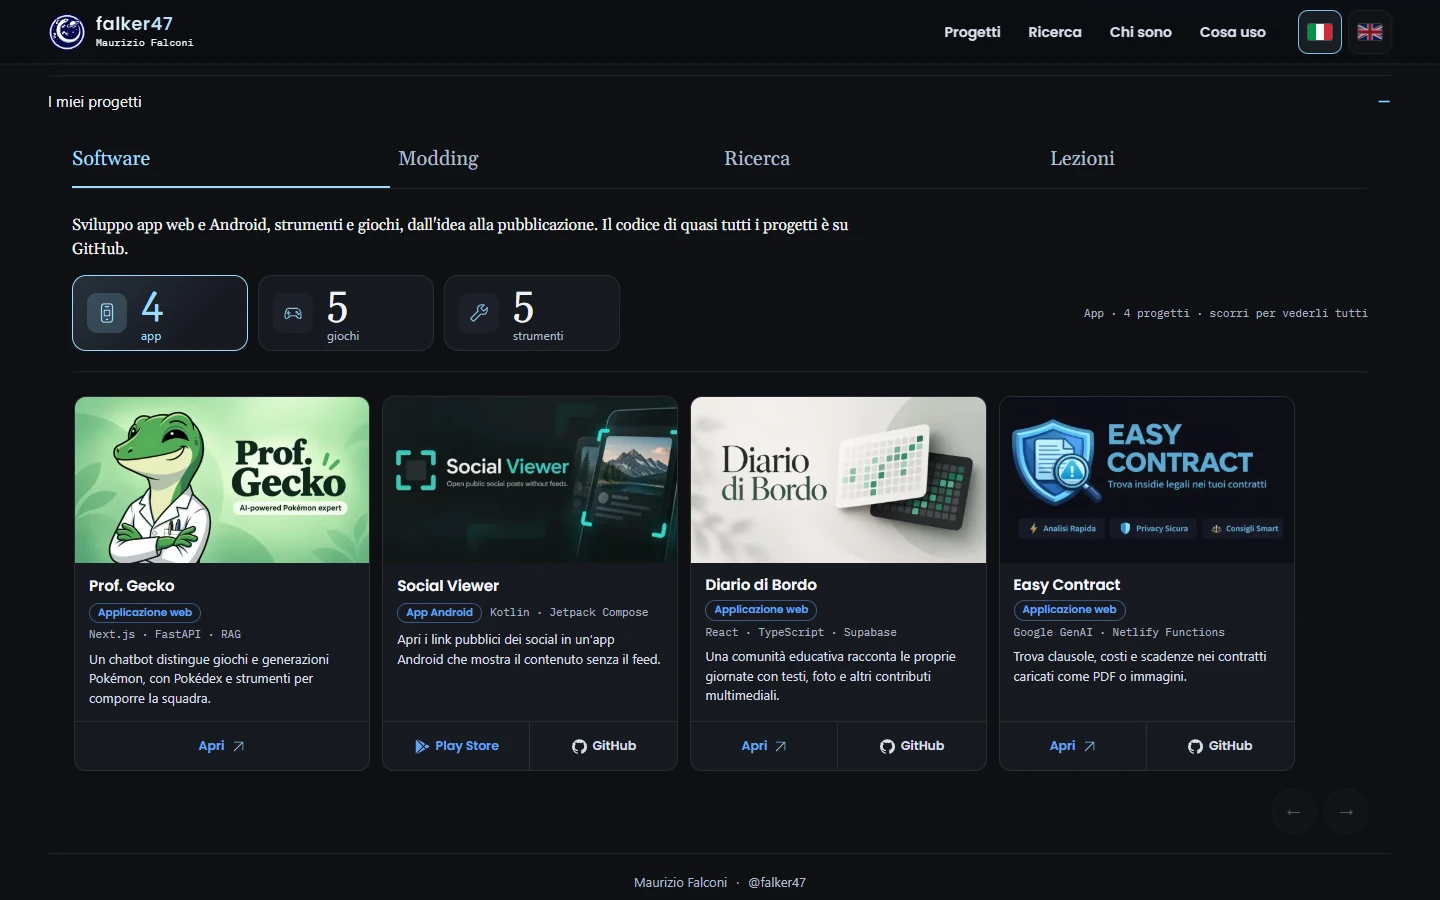 falker47
Maurizio Falconi
Progetti
Ricerca
Chi sono
Cosa uso
I miei progetti
Software
Modding
Ricerca
Lezioni
Sviluppo app web e Android, strumenti e giochi, dall'idea alla pubblicazione. Il codice di quasi tutti i progetti è su
GitHub.
4
app
5
giochi
5
strumenti
App · 4 progetti · scorri per vederli tutti
Prof.
Gecko
AI-powered Pokémon expert
Prof. Gecko
Applicazione web
Next.js · FastAPI · RAG
Un chatbot distingue giochi e generazioni
Pokémon, con Pokédex e strumenti per
comporre la squadra.
Apri ↗
Social Viewer
Open public social posts without feeds.
Social Viewer
App Android Kotlin · Jetpack Compose
Apri i link pubblici dei social in un'app
Android che mostra il contenuto senza il feed.
Play Store
GitHub
Diario
di Bordo
Diario di Bordo
Applicazione web
React · TypeScript · Supabase
Una comunità educativa racconta le proprie
giornate con testi, foto e altri contributi
multimediali.
Apri ↗
GitHub
EASY
CONTRACT
Trova insidie legali nei tuoi contratti
Analisi Rapida
Privacy Sicura
Consigli Smart
Easy Contract
Applicazione web
Google GenAI · Netlify Functions
Trova clausole, costi e scadenze nei contratti
caricati come PDF o immagini.
Apri ↗
GitHub
← →
Maurizio Falconi · @falker47